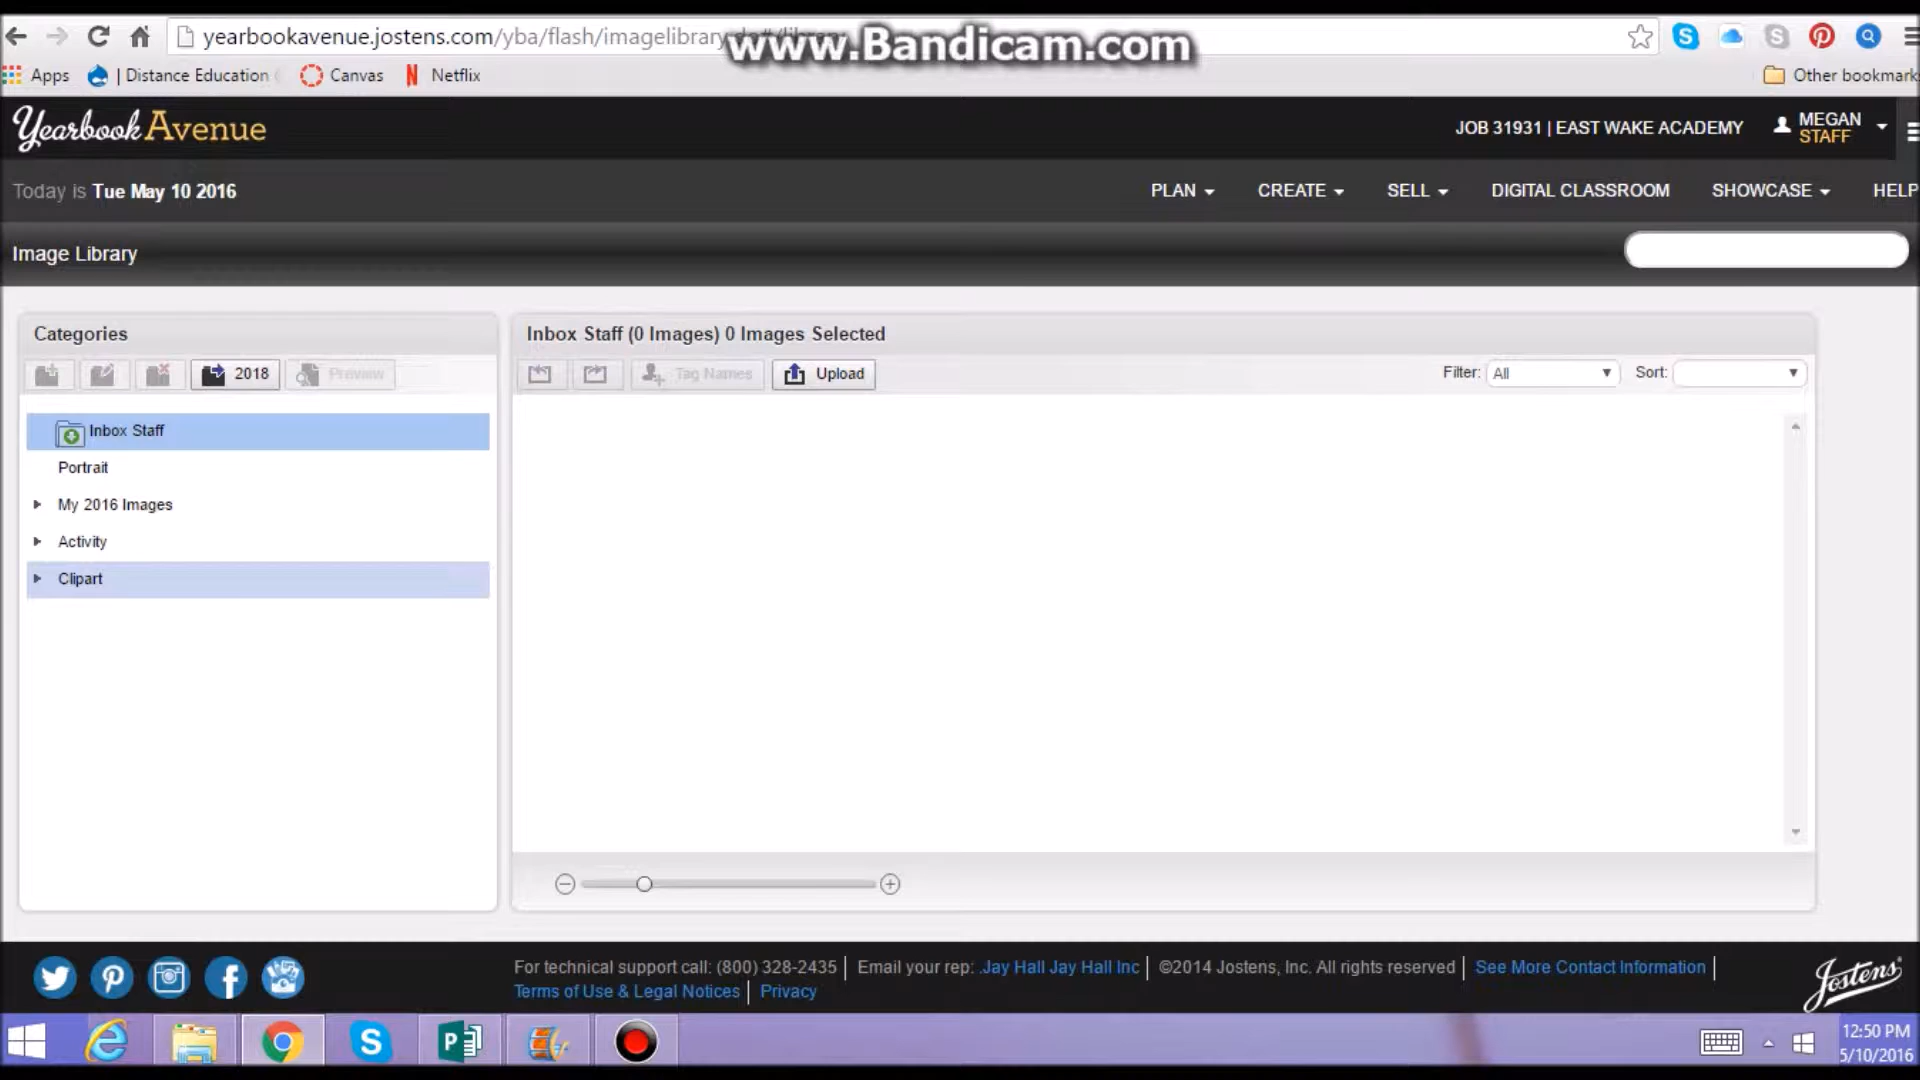 yearbookavenue.jostens.com/yba/flash/imagelibrary
www.Bandicam.com
Apps | Distance Education Canvas Netflix Other bookmark
Yearbook Avenue
JOB 31931 | EAST WAKE ACADEMY
MEGAN
STAFF
Today is Tue May 10 2016
PLAN CREATE SELL DIGITAL CLASSROOM SHOWCASE HELP
Image Library
Categories
Inbox Staff (0 Images) 0 Images Selected
2018 Preview
Tag Names Upload Filter: All Sort:
Inbox Staff
Portrait
My 2016 Images
Activity
Clipart
For technical support call: (800) 328-2435 | Email your rep: .Jay Hall Jay Hall Inc | ©2014 Jostens, Inc. All rights reserved | See More Contact Information |
Terms of Use & Legal Notices | Privacy
Jostens
12:50 PM
5/10/2016